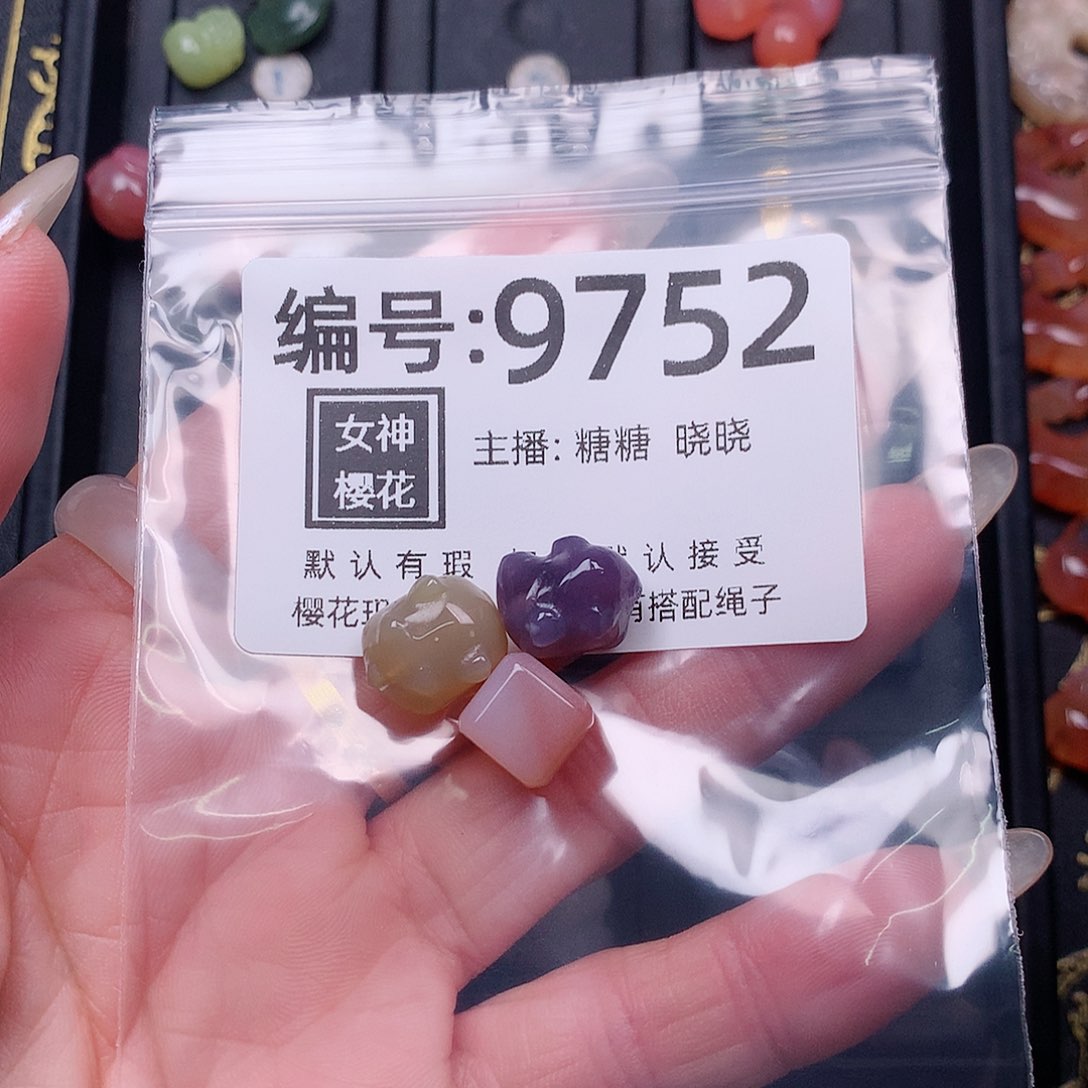 编号:9752
女神
樱花
主播: 糖糖 晓晓
默认有瑕 认接受
樱花 搭配绳子